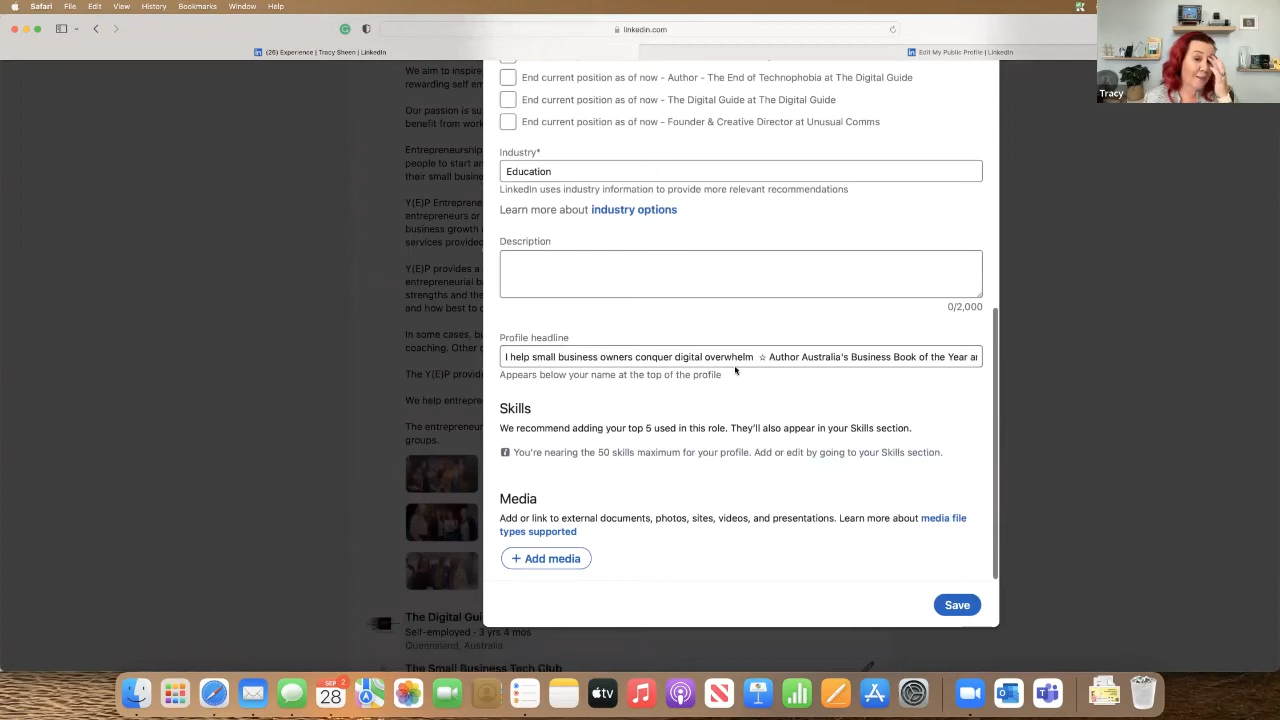 Safari File Edit View History Bookmarks Window Help
linkedin.com
(26) Experience | Tracy Sheen | LinkedIn
Edit My Public Profile | LinkedIn
Tracy
We aim to inspire
rewarding self em
Our passion is su
benefit from work
Entrepreneurship
people to start an
their small busine
Y(E)P Entreprene
entrepreneurs or
business growth
services provided
Y(E)P provides a
entrepreneurial ba
strengths and the
and how best to
In some cases, bu
coaching. Other
The Y(E)P provid
We help entrepre
The entrepreneur
groups.
The Digital Gui
Self-employed · 3 yrs 4 mos
Queensland, Australia
The Small Business Tech Club
End current position as of now - Author - The End of Technophobia at The Digital Guide
End current position as of now - The Digital Guide at The Digital Guide
End current position as of now - Founder & Creative Director at Unusual Comms
Industry*
Education
LinkedIn uses industry information to provide more relevant recommendations
Learn more about industry options
Description
0/2,000
Profile headline
I help small business owners conquer digital overwhelm ☆ Author Australia's Business Book of the Year an
Appears below your name at the top of the profile
Skills
We recommend adding your top 5 used in this role. They'll also appear in your Skills section.
You're nearing the 50 skills maximum for your profile. Add or edit by going to your Skills section.
Media
Add or link to external documents, photos, sites, videos, and presentations. Learn more about media file
types supported
+ Add media
Save
SEP 2
28
tv